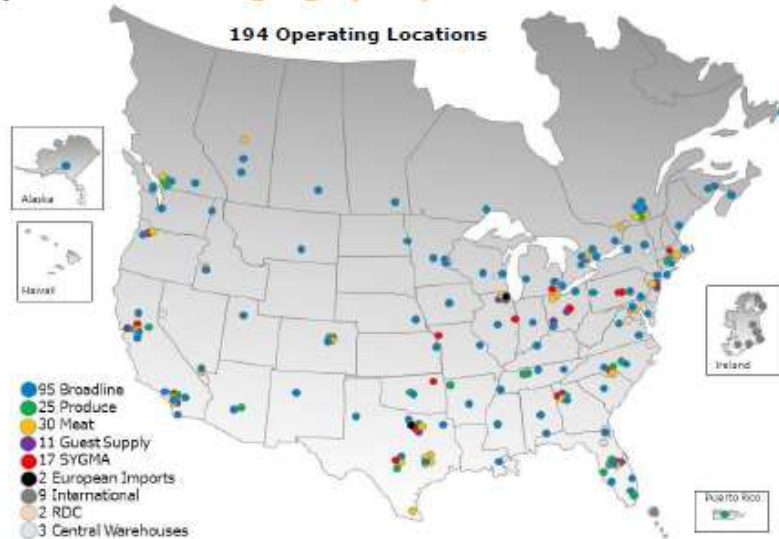 194 Operating Locations
Alaska
Hawaii
Ireland
Puerto Rico
95 Broadline
25 Produce
30 Meat
11 Guest Supply
17 SYGMA
2 European Imports
9 International
2 RDC
3 Central Warehouses